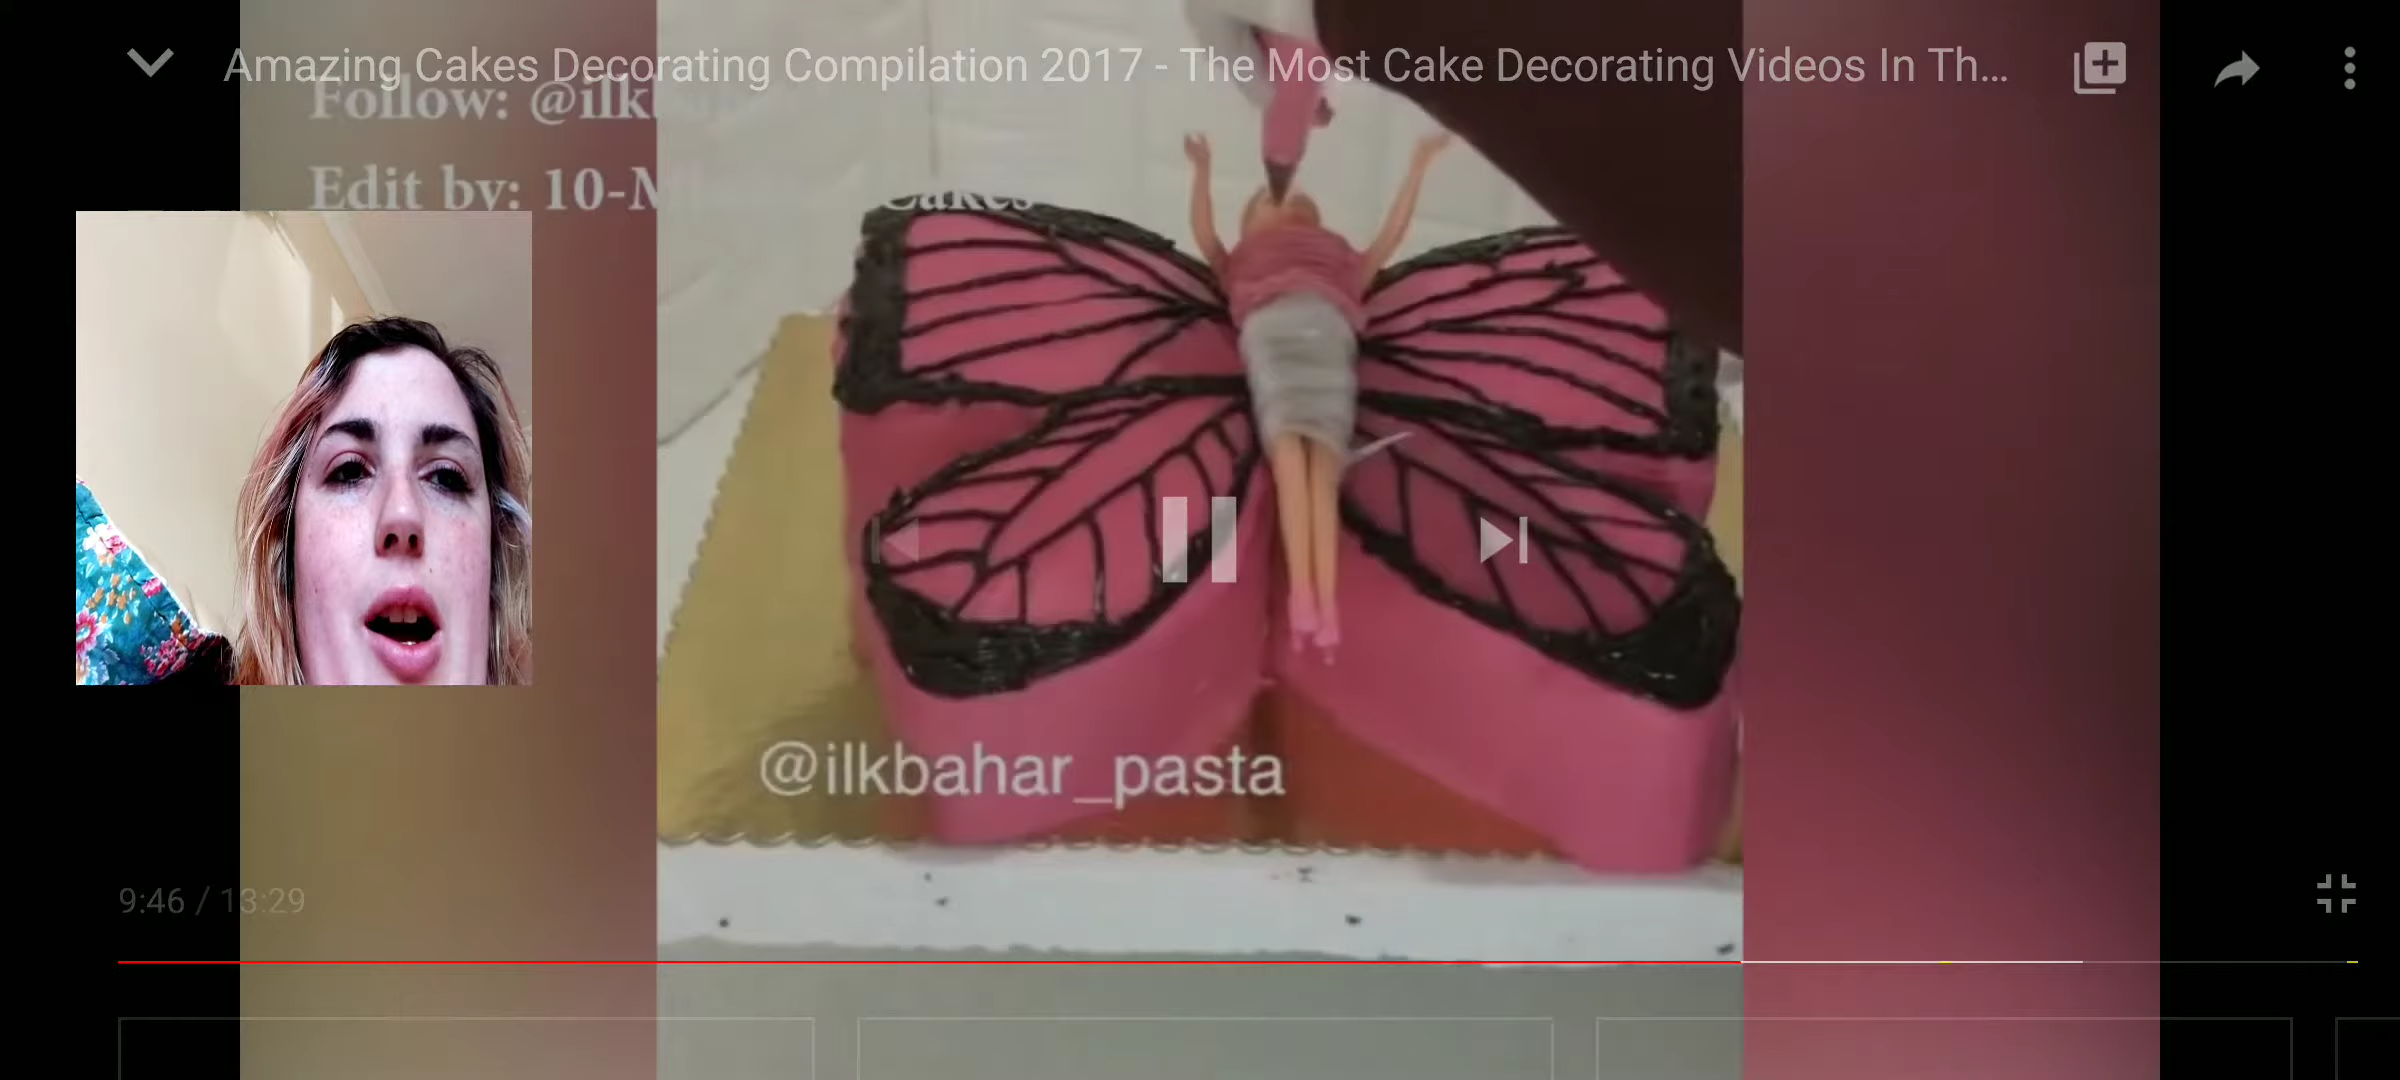 Amazing Cakes Decorating Compilation 2017 - The Most Cake Decorating Videos In Th...
Follow: @ilk
Edit by: 10-M Cakes
@ilkbahar_pasta
9:46 / 13:29